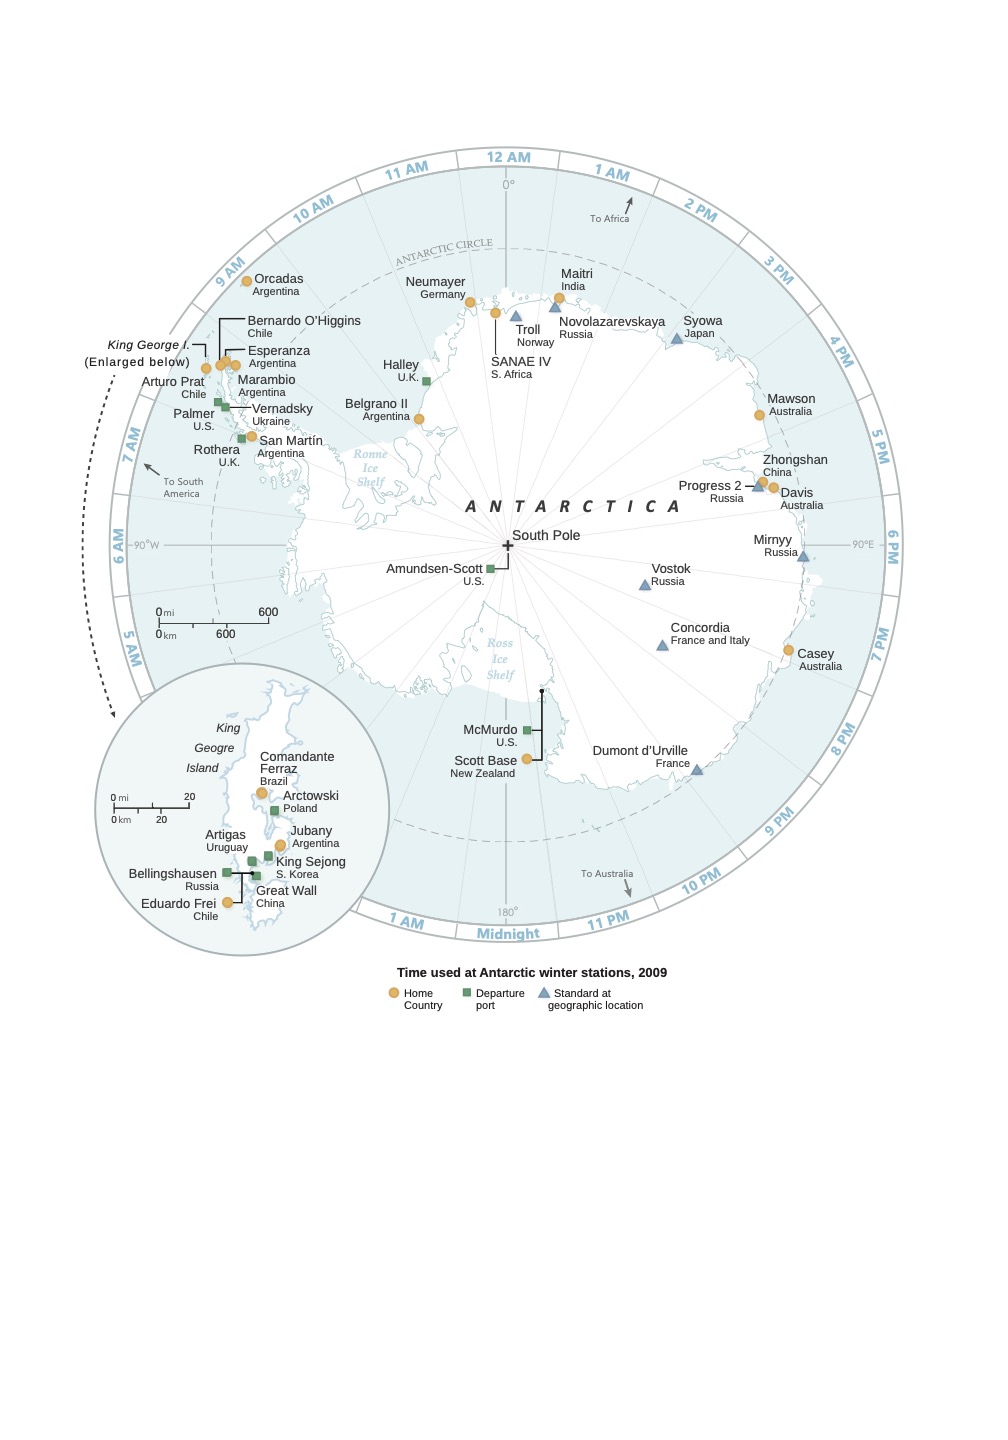 12 AM
11 AM
1 AM
10 AM
2 PM
9 AM
3 PM
4 PM
7 AM
5 PM
6 AM
6 PM
5 AM
7 PM
8 PM
9 PM
10 PM
11 PM
Midnight
1 AM
0°
To Africa
ANTARCTIC CIRCLE
Orcadas
Argentina
Neumayer
Germany
Maitri
India
Bernardo O'Higgins
Chile
Troll
Norway
Novolazarevskaya
Russia
Syowa
Japan
King George I.
(Enlarged below)
Esperanza
Argentina
SANAE IV
S. Africa
Halley
U.K.
Arturo Prat
Chile
Marambio
Argentina
Belgrano II
Argentina
Mawson
Australia
Palmer
U.S.
Vernadsky
Ukraine
Rothera
U.K.
San Martín
Argentina
Ronne
Ice
Shelf
Zhongshan
China
To South
America
Progress 2
Russia
Davis
Australia
ANTARCTICA
South Pole
90°W
90°E
Mirnyy
Russia
Amundsen-Scott
U.S.
Vostok
Russia
0 mi 600
0 km 600
Concordia
France and Italy
Ross
Ice
Shelf
Casey
Australia
McMurdo
U.S.
Scott Base
New Zealand
Dumont d'Urville
France
King
Geogre
Island
Comandante
Ferraz
Brazil
0 mi 20
0 km 20
Arctowski
Poland
Artigas
Uruguay
Jubany
Argentina
King Sejong
S. Korea
Bellingshausen
Russia
Great Wall
China
Eduardo Frei
Chile
To Australia
180°
Time used at Antarctic winter stations, 2009
Home
Country
Departure
port
Standard at
geographic location